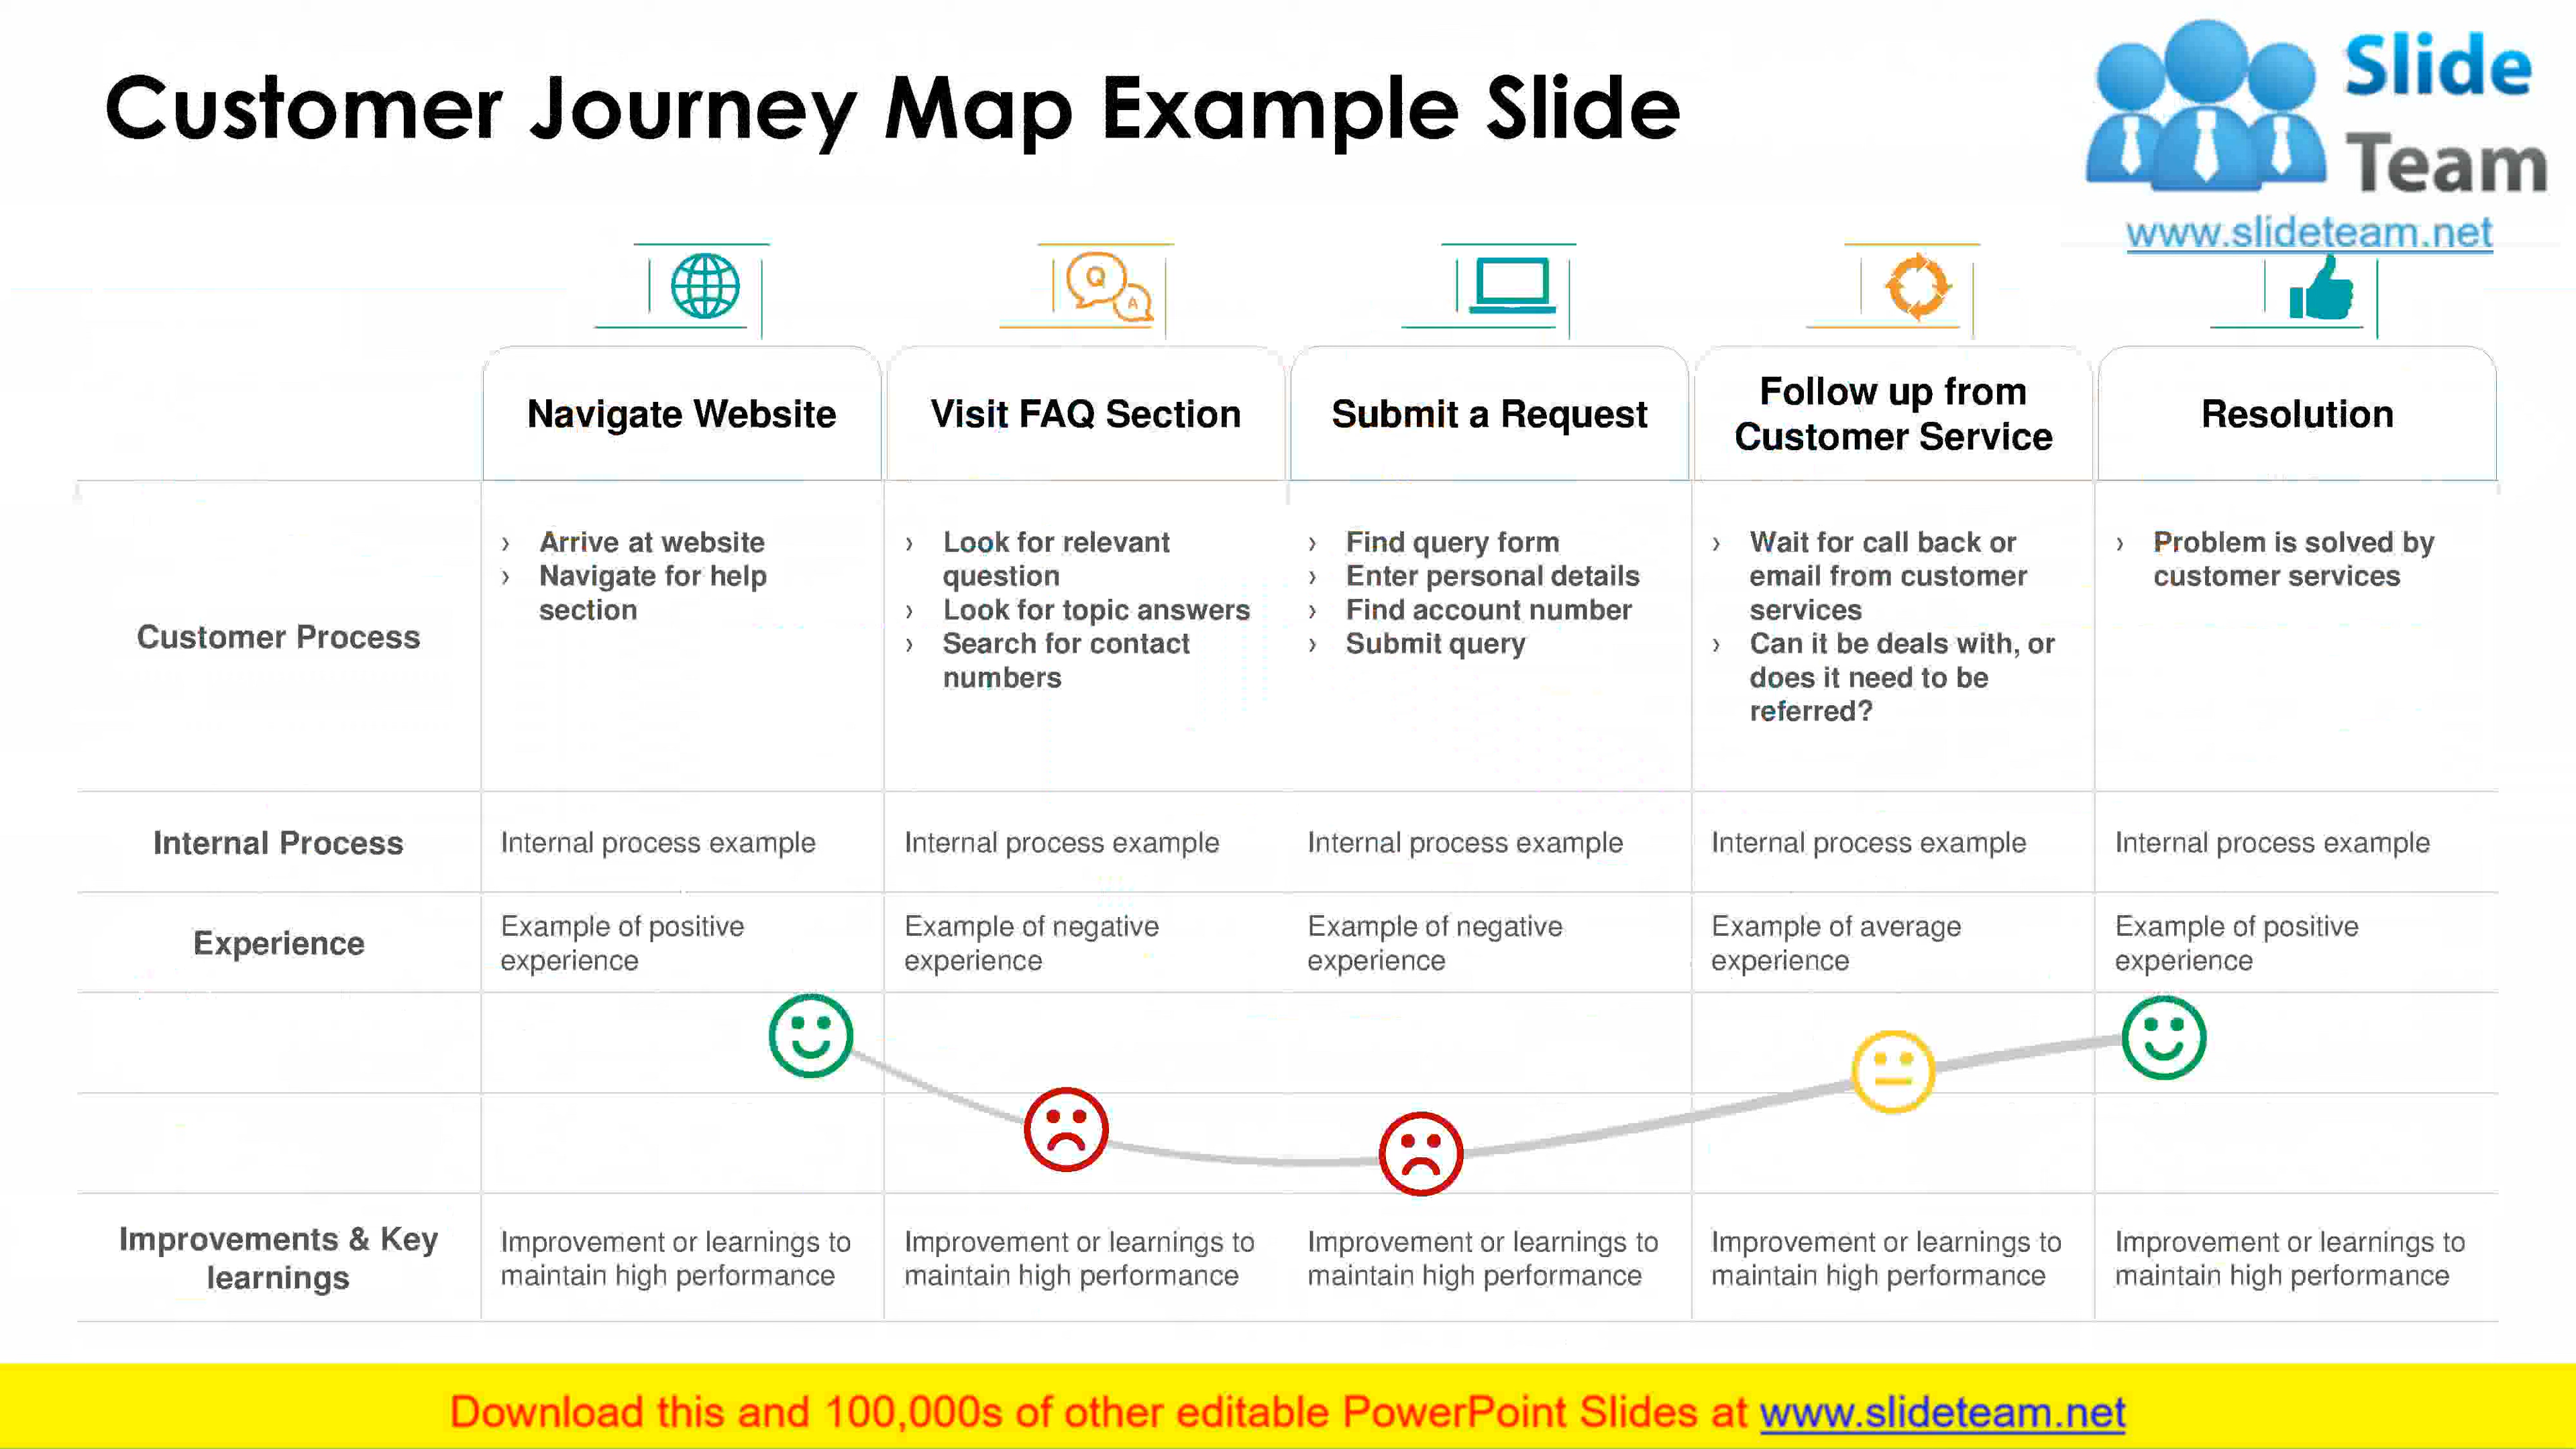 Customer Journey Map Example Slide
Slide
Team
www.slideteam.net
Q
A
Navigate Website
Visit FAQ Section
Submit a Request
Follow up from
Customer Service
Resolution
Customer Process
› Arrive at website
› Navigate for help
section
› Look for relevant
question
› Look for topic answers
› Search for contact
numbers
› Find query form
› Enter personal details
› Find account number
› Submit query
› Wait for call back or
email from customer
services
› Can it be deals with, or
does it need to be
referred?
› Problem is solved by
customer services
Internal Process
Internal process example
Internal process example
Internal process example
Internal process example
Internal process example
Experience
Example of positive
experience
Example of negative
experience
Example of negative
experience
Example of average
experience
Example of positive
experience
Improvements & Key
learnings
Improvement or learnings to
maintain high performance
Improvement or learnings to
maintain high performance
Improvement or learnings to
maintain high performance
Improvement or learnings to
maintain high performance
Improvement or learnings to
maintain high performance
Download this and 100,000s of other editable PowerPoint Slides at www.slideteam.net